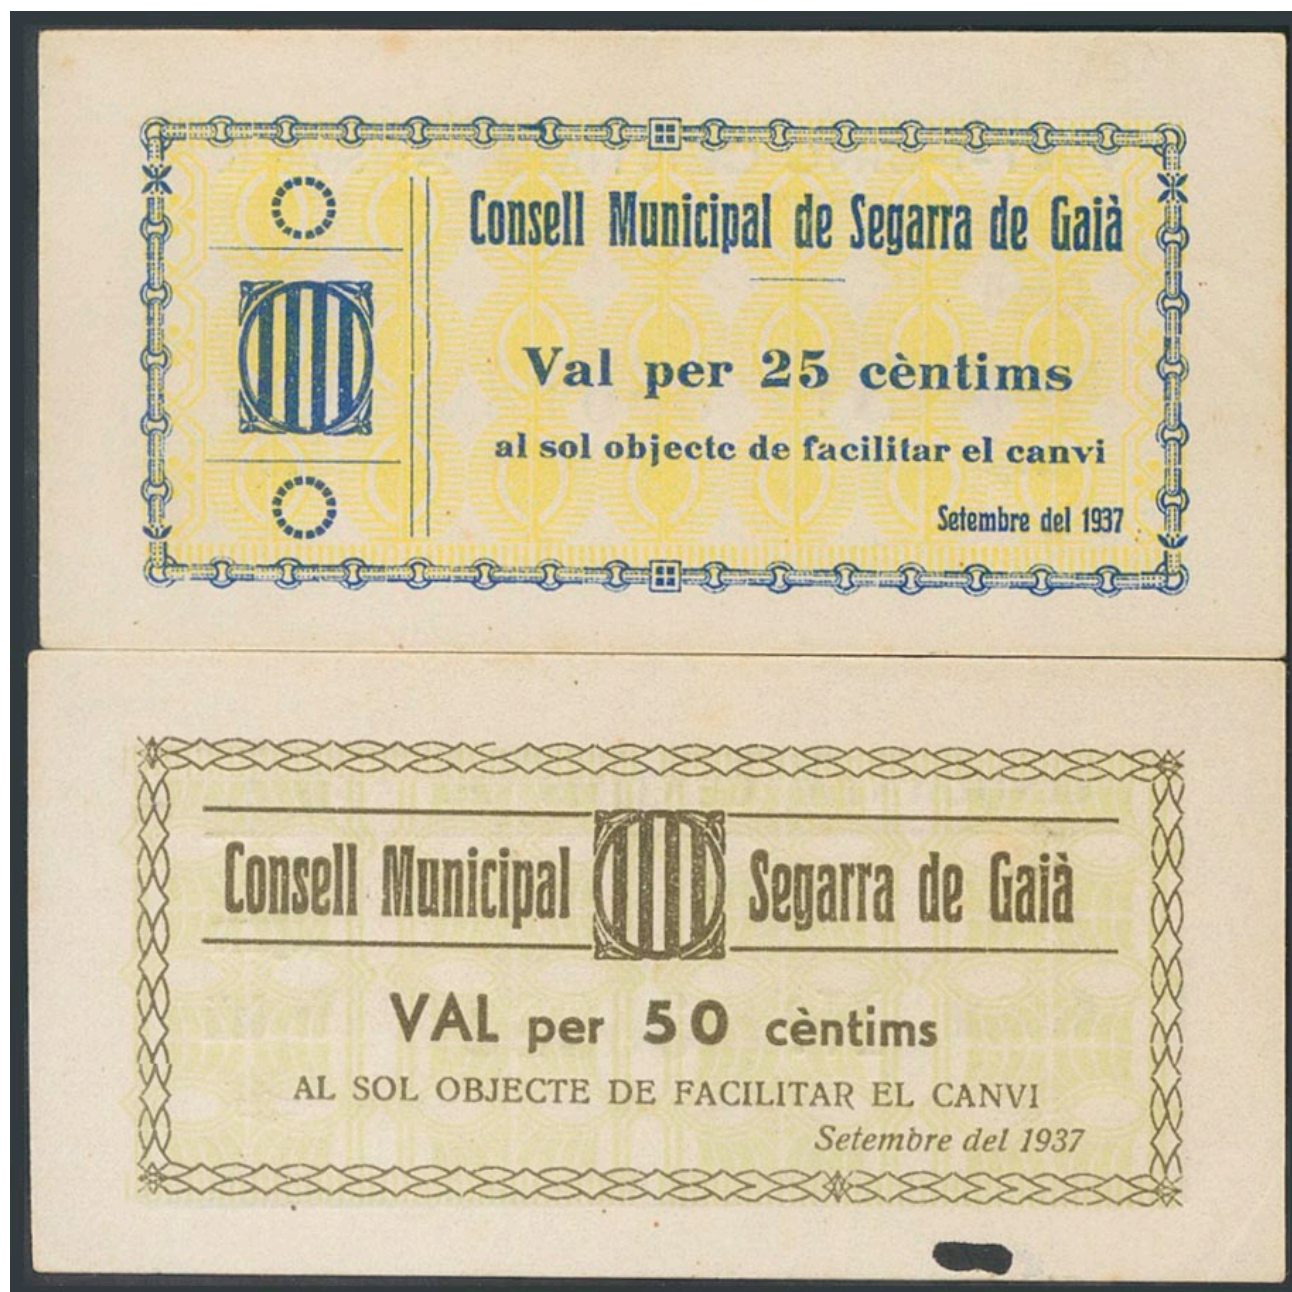 Consell Municipal de Segarra de Gaià
Val per 25 cèntims
al sol objecte de facilitar el canvi
Setembre del 1937
Consell Municipal Segarra de Gaià
VAL per 50 cèntims
AL SOL OBJECTE DE FACILITAR EL CANVI
Setembre del 1937